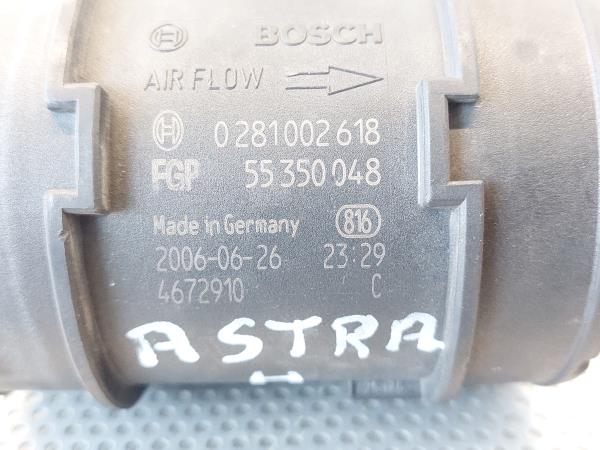 BOSCH
AIR FLOW
0 281 002 618
FGP 55 350 048
Made in Germany 816
2006-06-26 23:29
4672910 C
ASTRA
H